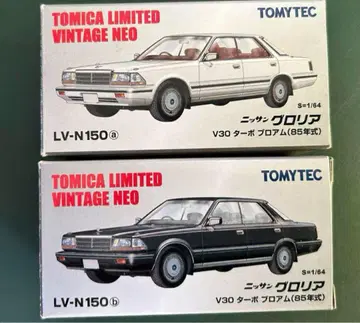 TOMICA LIMITED
VINTAGE NEO
TOMYTEC
S=1/64
LV-N150ⓐ
ニッサン グロリア
V30 ターボ ブロアム(85年式)
TOMICA LIMITED
VINTAGE NEO
TOMYTEC
S=1/64
LV-N150ⓑ
ニッサン グロリア
V30 ターボ ブロアム(85年式)